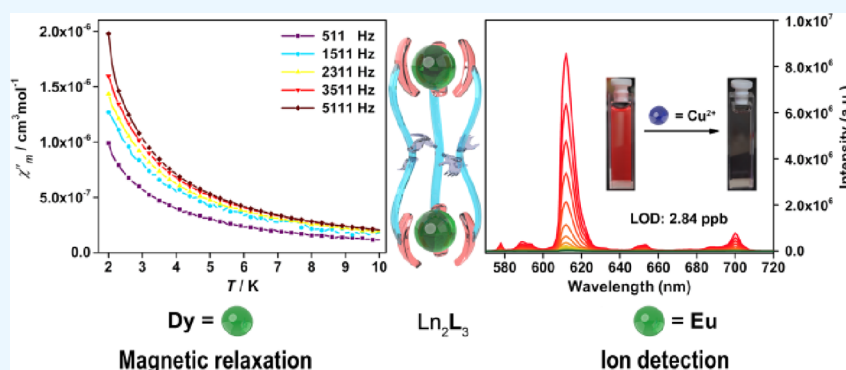 2.0x10⁻⁶
1.5x10⁻⁶
1.0x10⁻⁶
5.0x10⁻⁷
0.0
χ″m / cm³mol⁻¹
511 Hz
1511 Hz
2311 Hz
3511 Hz
5111 Hz
2 3 4 5 6 7 8 9 10
T / K
Dy =
Magnetic relaxation
Ln₂L₃
= Cu²⁺
LOD: 2.84 ppb
1.0x10⁷
8.0x10⁶
6.0x10⁶
4.0x10⁶
2.0x10⁶
0.0
Intensity (a.u.)
580 600 620 640 660 680 700 720
Wavelength (nm)
= Eu
Ion detection